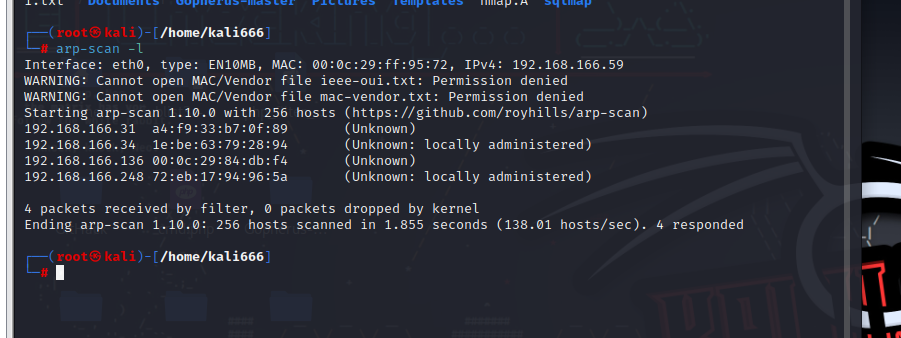 1.txt Documents Gopherus-master Pictures Templates nmap.A sqlmap
┌──(root㉿kali)-[/home/kali666]
└─# arp-scan -l
Interface: eth0, type: EN10MB, MAC: 00:0c:29:ff:95:72, IPv4: 192.168.166.59
WARNING: Cannot open MAC/Vendor file ieee-oui.txt: Permission denied
WARNING: Cannot open MAC/Vendor file mac-vendor.txt: Permission denied
Starting arp-scan 1.10.0 with 256 hosts (https://github.com/royhills/arp-scan)
192.168.166.31 a4:f9:33:b7:0f:89 (Unknown)
192.168.166.34 1e:be:63:79:28:94 (Unknown: locally administered)
192.168.166.136 00:0c:29:84:db:f4 (Unknown)
192.168.166.248 72:eb:17:94:96:5a (Unknown: locally administered)
4 packets received by filter, 0 packets dropped by kernel
Ending arp-scan 1.10.0: 256 hosts scanned in 1.855 seconds (138.01 hosts/sec). 4 responded
┌──(root㉿kali)-[/home/kali666]
└─#